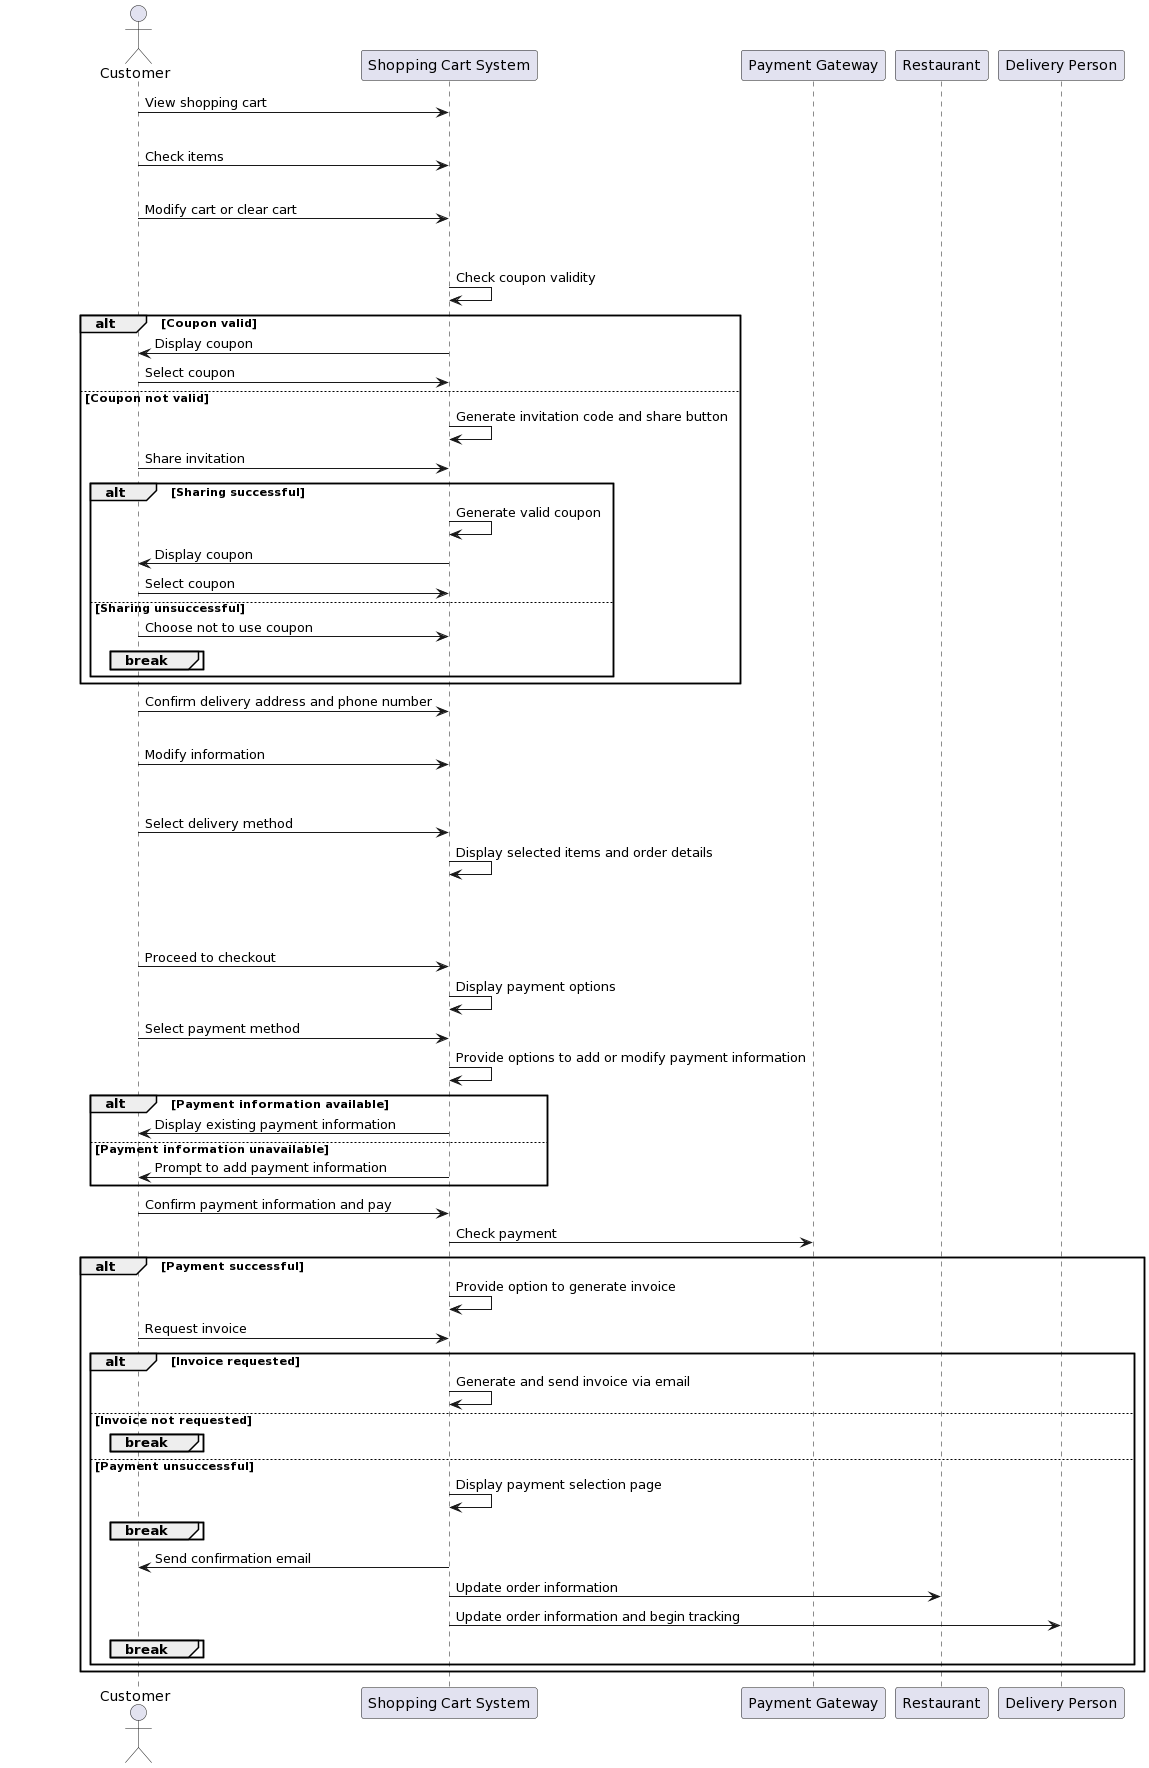 Customer
Shopping Cart System
Payment Gateway
Restaurant
Delivery Person
View shopping cart
Check items
Modify cart or clear cart
Check coupon validity
alt
[Coupon valid]
Display coupon
Select coupon
[Coupon not valid]
Generate invitation code and share button
Share invitation
alt
[Sharing successful]
Generate valid coupon
Display coupon
Select coupon
[Sharing unsuccessful]
Choose not to use coupon
break
Confirm delivery address and phone number
Modify information
Select delivery method
Display selected items and order details
Proceed to checkout
Display payment options
Select payment method
Provide options to add or modify payment information
alt
[Payment information available]
Display existing payment information
[Payment information unavailable]
Prompt to add payment information
Confirm payment information and pay
Check payment
alt
[Payment successful]
Provide option to generate invoice
Request invoice
alt
[Invoice requested]
Generate and send invoice via email
[Invoice not requested]
break
[Payment unsuccessful]
Display payment selection page
break
Send confirmation email
Update order information
Update order information and begin tracking
break
Customer
Shopping Cart System
Payment Gateway
Restaurant
Delivery Person